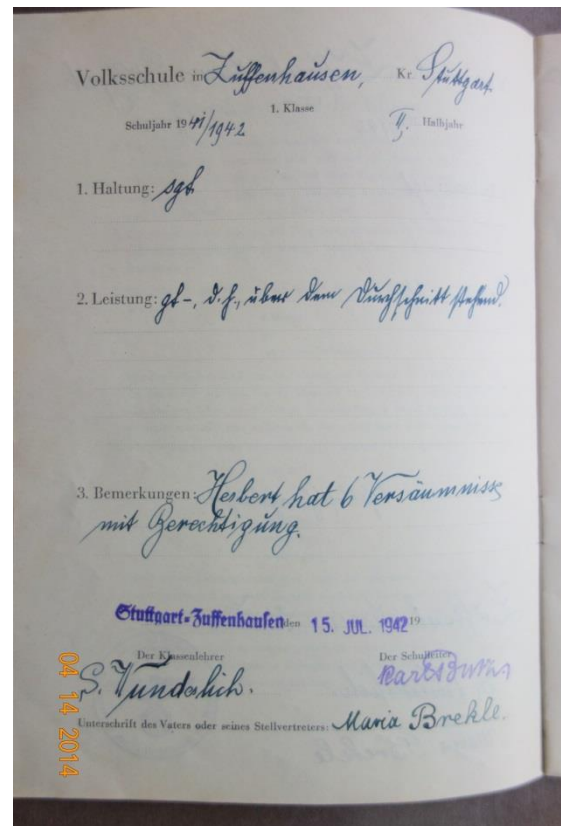 Volksschule in Zuffenhausen, Kr. Stuttgart.
1. Klasse
Schuljahr 1941/1942 II. Halbjahr
1. Haltung: sgt.
2. Leistung: gt-, d. h., über dem Durchschnitt stehend.
3. Bemerkungen: Herbert hat 6 Versäumnisse
mit Berechtigung.
Stuttgart-Zuffenhausen den 15. JUL. 1942 19
Der Klassenlehrer Der Schulleiter
S. Wunderlich. Karl
Unterschrift des Vaters oder seines Stellvertreters: Maria Brekle.
04 14 2014